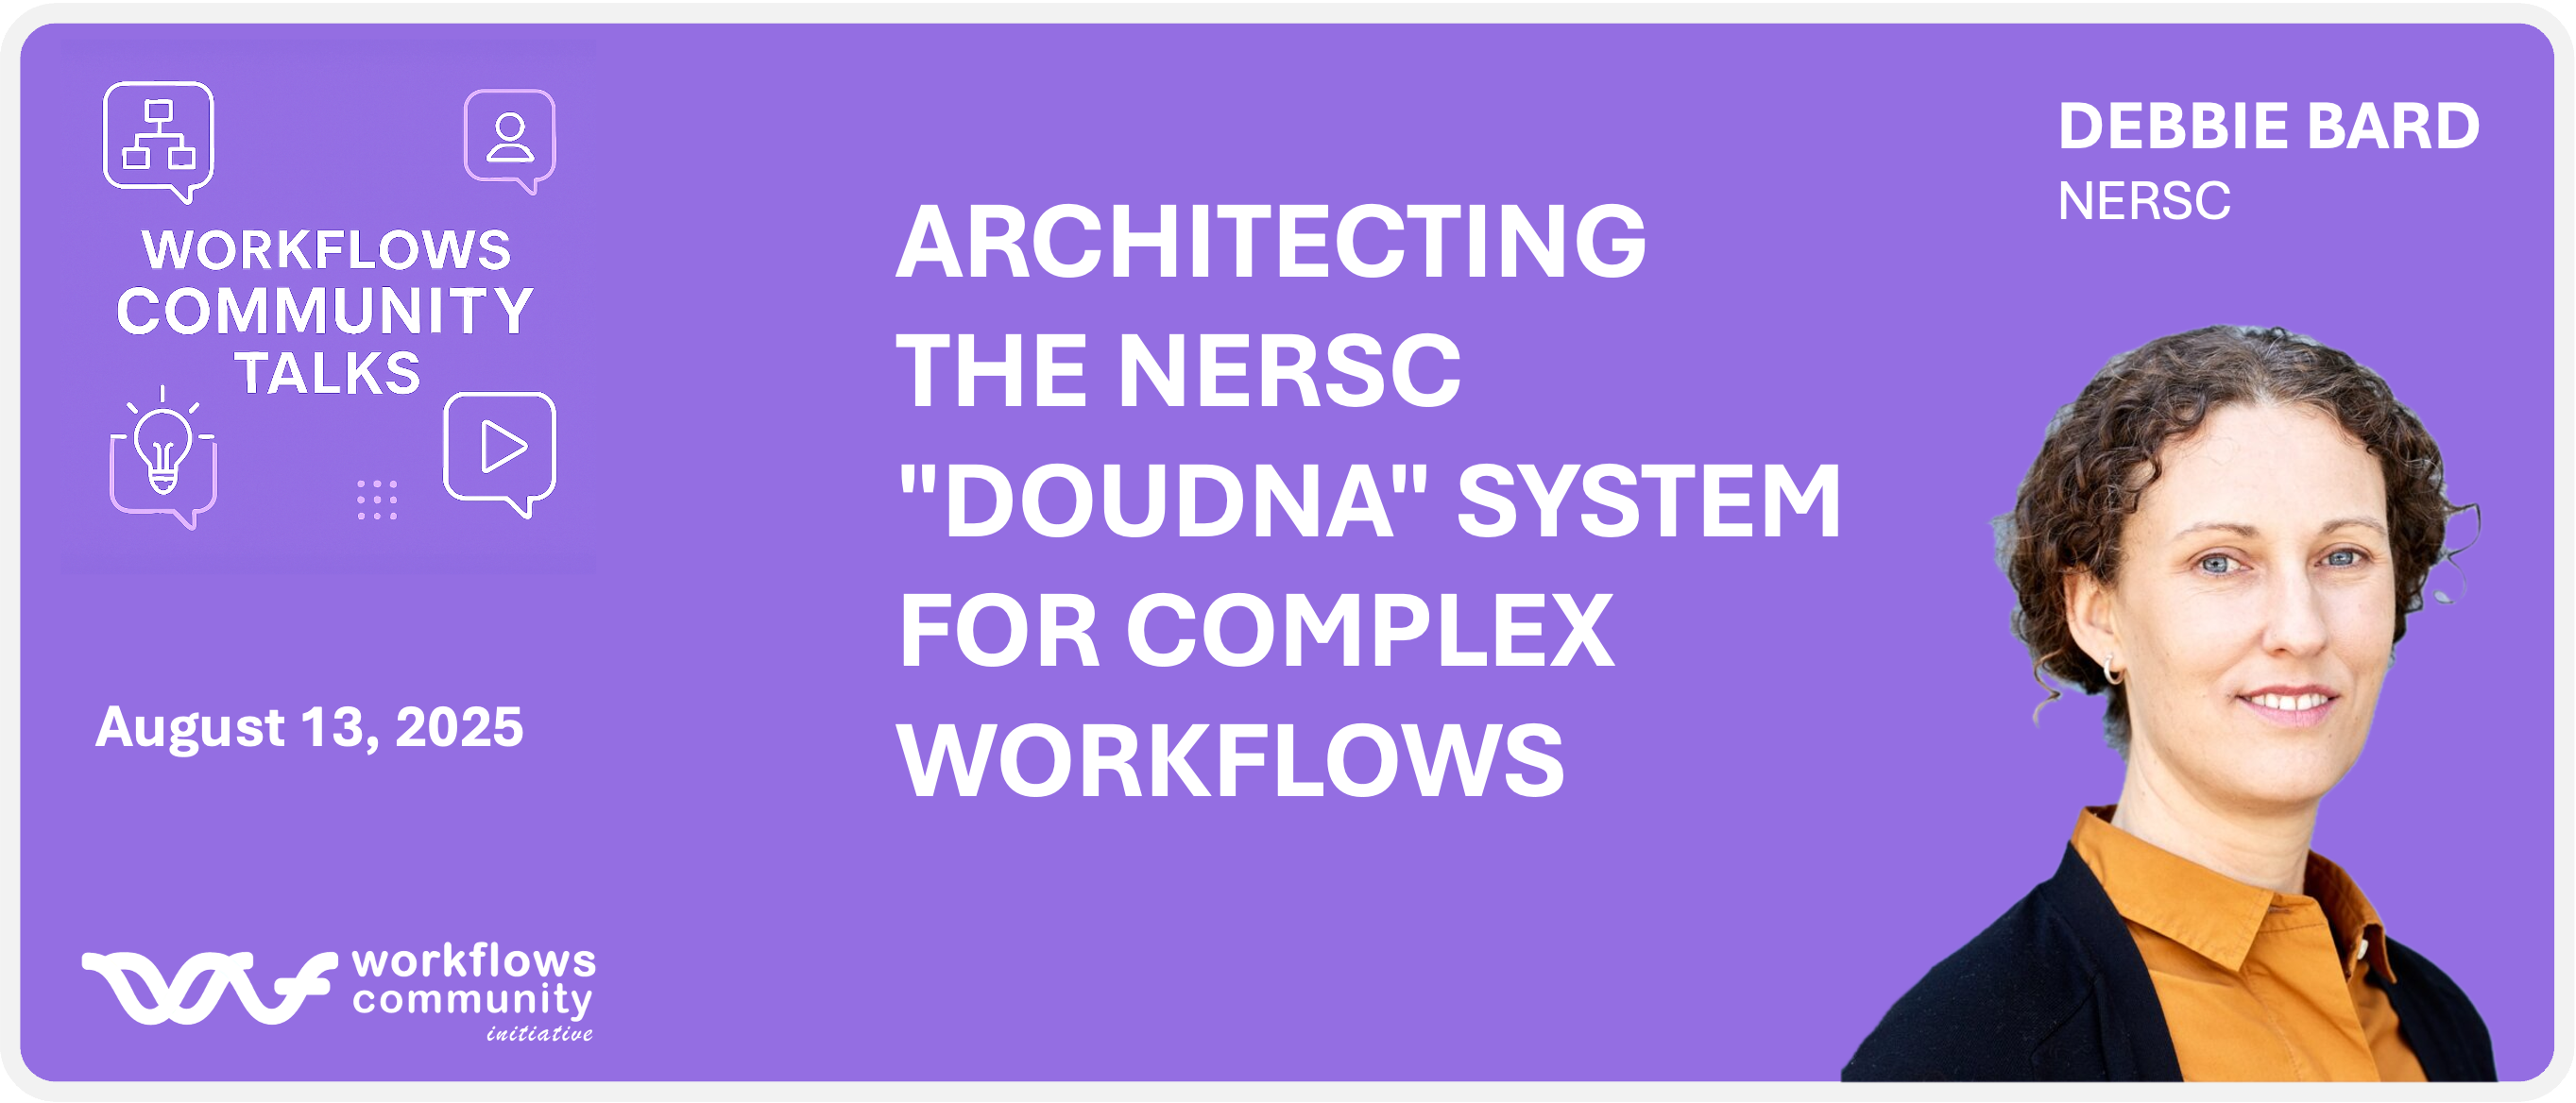 WORKFLOWS
COMMUNITY
TALKS
August 13, 2025
workflows
community
initiative
ARCHITECTING
THE NERSC
"DOUDNA" SYSTEM
FOR COMPLEX
WORKFLOWS
DEBBIE BARD
NERSC